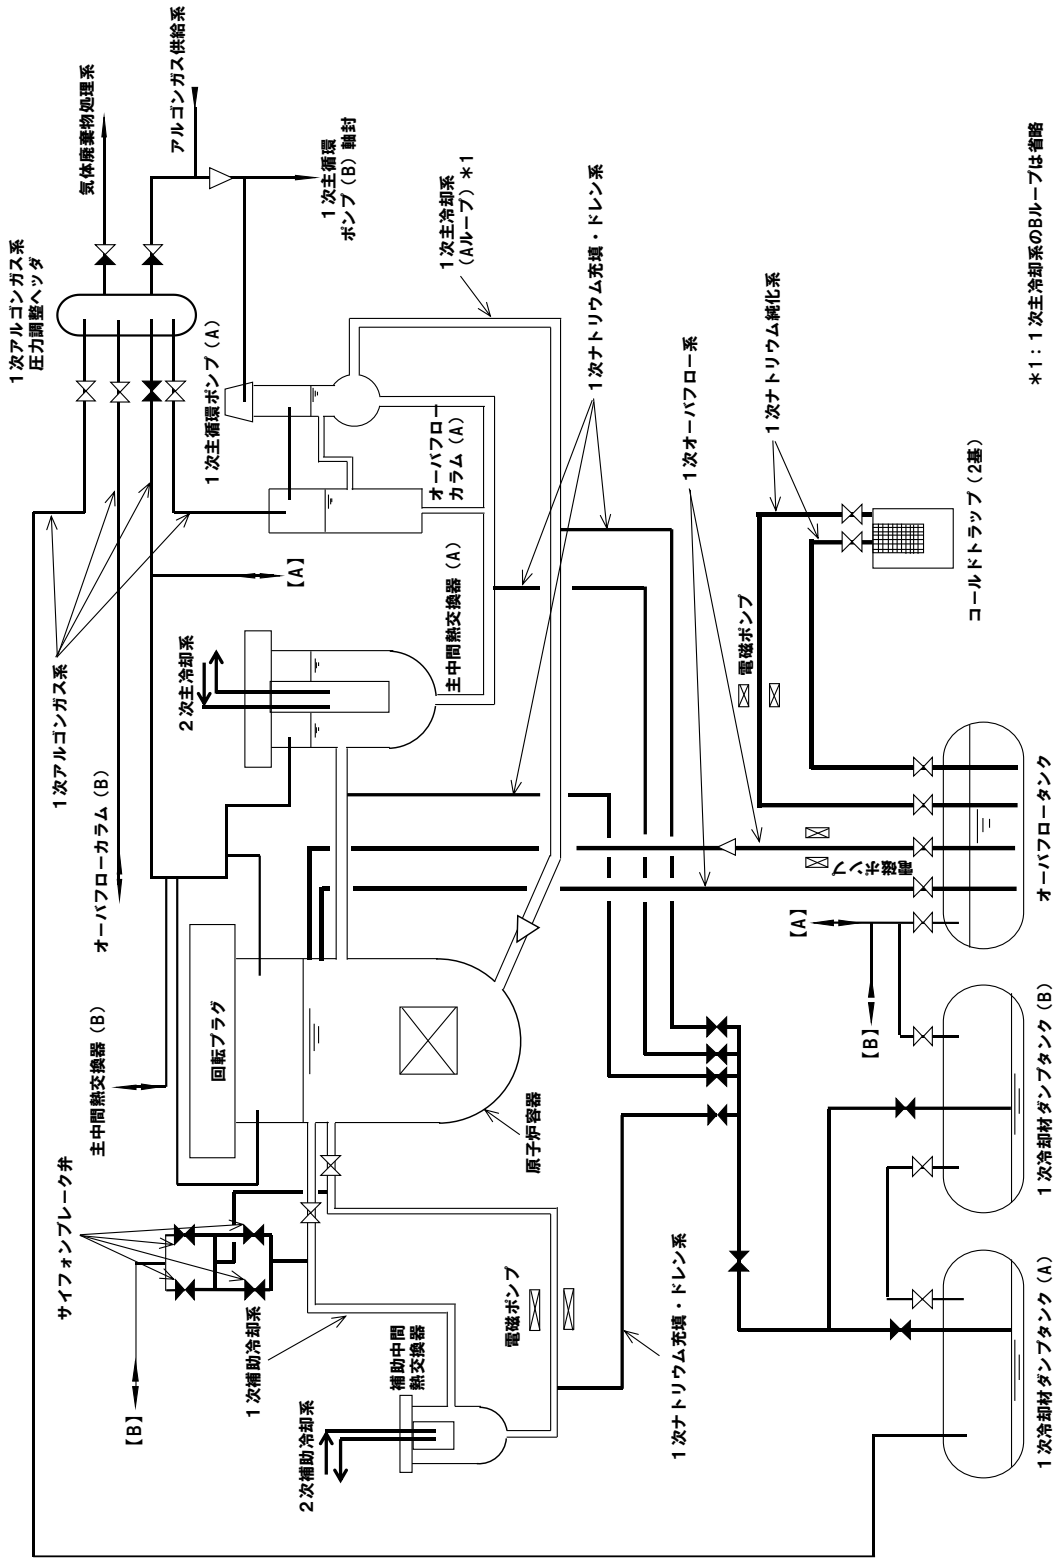 １次アルゴンガス系
圧力調整ヘッダ
気体廃棄物処理系
アルゴンガス供給系
１次主循環
ポンプ（B）軸封
１次主循環ポンプ（A）
１次主冷却系
（Aループ）＊1
オーバフロー
カラム（A）
【A】
１次アルゴンガス系
２次主冷却系
主中間熱交換器（A）
１次ナトリウム充填・ドレン系
１次オーバフロー系
１次ナトリウム純化系
コールドトラップ（2基）
電磁ポンプ
オーバフローカラム（B）
主中間熱交換器（B）
回転プラグ
原子炉容器
電磁ポンプ
オーバフロータンク
【A】
【B】
１次冷却材ダンプタンク（B）
サイフォンブレーク弁
【B】
１次補助冷却系
補助中間
熱交換器
２次補助冷却系
電磁ポンプ
１次ナトリウム充填・ドレン系
１次冷却材ダンプタンク（A）
＊1：１次主冷却系のBループは省略